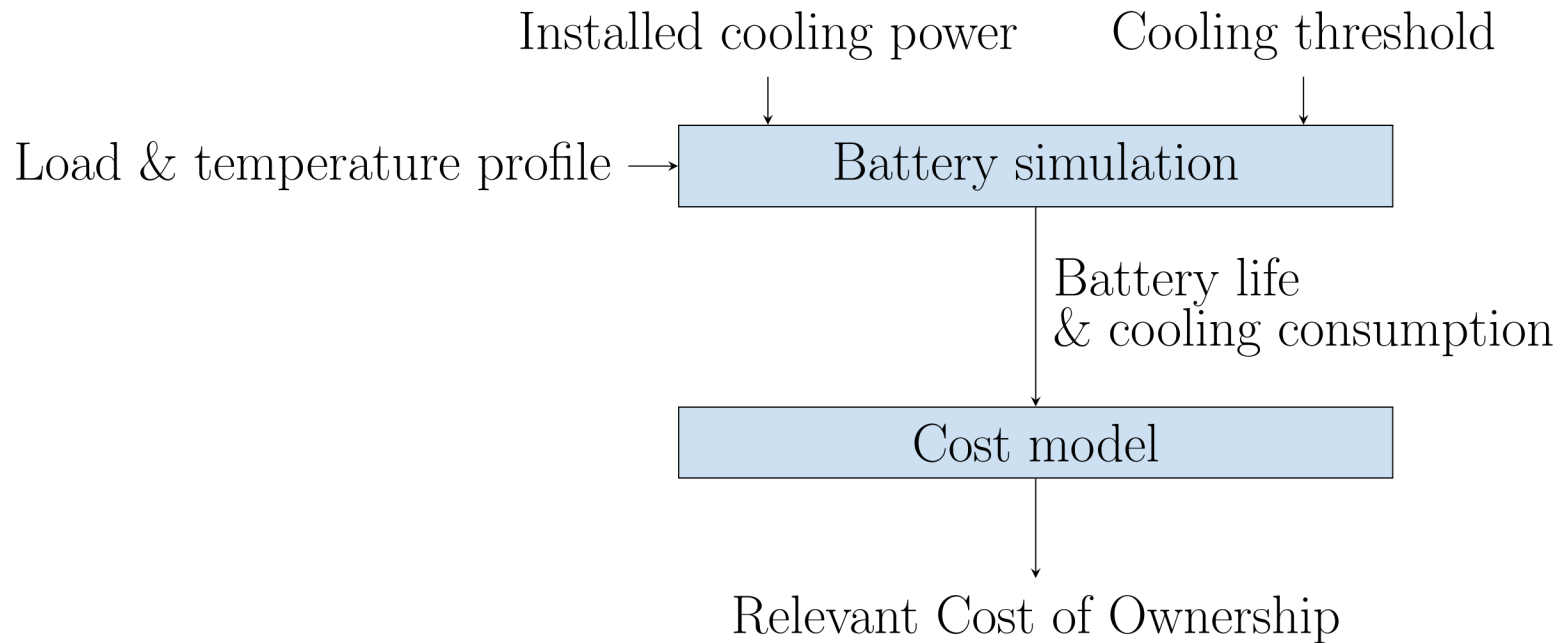 Installed cooling power
Cooling threshold
Load & temperature profile
Battery simulation
Battery life
& cooling consumption
Cost model
Relevant Cost of Ownership